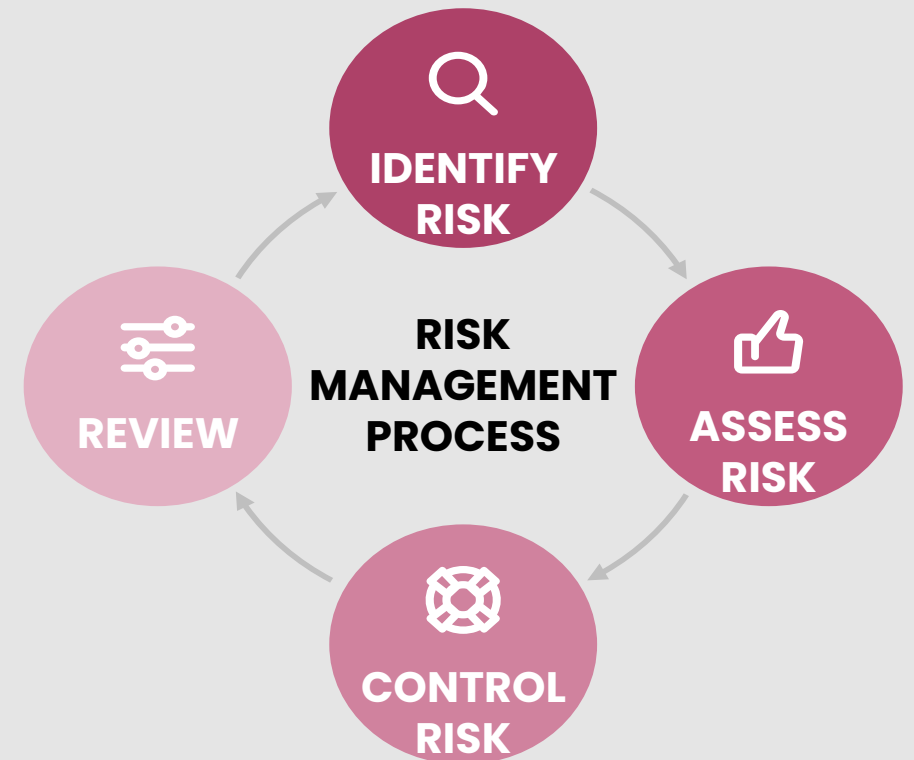 IDENTIFY
RISK
ASSESS
RISK
CONTROL
RISK
REVIEW
RISK
MANAGEMENT
PROCESS